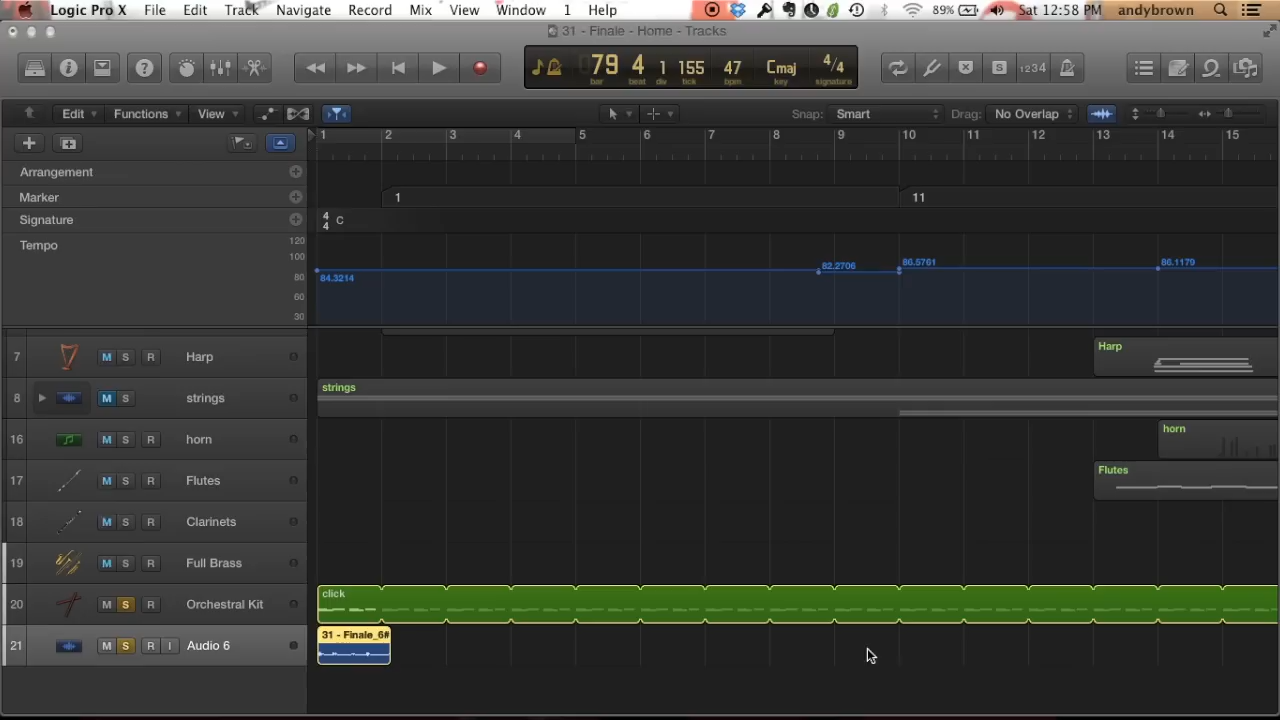 Logic Pro X File Edit Track Navigate Record Mix View Window 1 Help 89% Sat 12:58 PM andybrown
31 - Finale - Home - Tracks
79 4 1 155 47 Cmaj 4/4
bar beat div tick bpm key signature
1234
Edit Functions View Snap: Smart Drag: No Overlap
1 2 3 4 5 6 7 8 9 10 11 12 13 14 15
Arrangement
Marker 1 11
Signature 4 4 C
Tempo 120
100
80
60
30
84.3214 82.2706 86.5761 86.1179
7 M S R Harp Harp
8 M S strings strings
16 M S R horn horn
17 M S R Flutes Flutes
18 M S R Clarinets
19 M S R Full Brass
20 M S R Orchestral Kit click
21 M S R I Audio 6 31 - Finale_6#